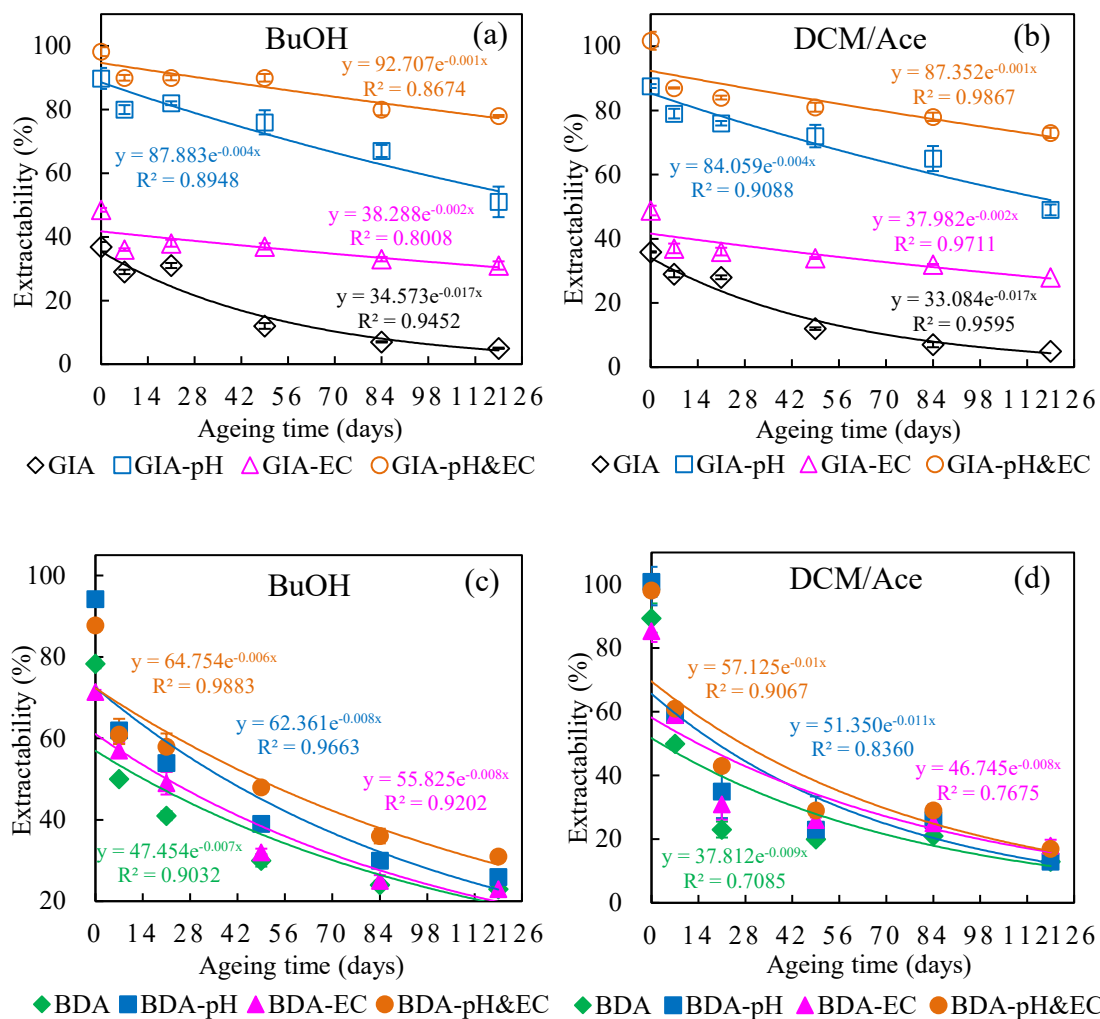 BuOH (a)
100
80
60
40
20
0
Extractability (%)
y = 92.707e-0.001x
R² = 0.8674
y = 87.883e-0.004x
R² = 0.8948
y = 38.288e-0.002x
R² = 0.8008
y = 34.573e-0.017x
R² = 0.9452
0 14 28 42 56 70 84 98 112 126
Ageing time (days)
GIA GIA-pH GIA-EC GIA-pH&EC
DCM/Ace (b)
100
80
60
40
20
0
Extractability (%)
y = 87.352e-0.001x
R² = 0.9867
y = 84.059e-0.004x
R² = 0.9088
y = 37.982e-0.002x
R² = 0.9711
y = 33.084e-0.017x
R² = 0.9595
0 14 28 42 56 70 84 98 112 126
Ageing time (days)
GIA GIA-pH GIA-EC GIA-pH&EC
BuOH (c)
100
80
60
40
20
Extractability (%)
y = 64.754e-0.006x
R² = 0.9883
y = 62.361e-0.008x
R² = 0.9663
y = 55.825e-0.008x
R² = 0.9202
y = 47.454e-0.007x
R² = 0.9032
0 14 28 42 56 70 84 98 112 126
Ageing time (days)
BDA BDA-pH BDA-EC BDA-pH&EC
DCM/Ace (d)
100
80
60
40
20
0
Extractability (%)
y = 57.125e-0.01x
R² = 0.9067
y = 51.350e-0.011x
R² = 0.8360
y = 46.745e-0.008x
R² = 0.7675
y = 37.812e-0.009x
R² = 0.7085
0 14 28 42 56 70 84 98 112 126
Ageing time (days)
BDA BDA-pH BDA-EC BDA-pH&EC